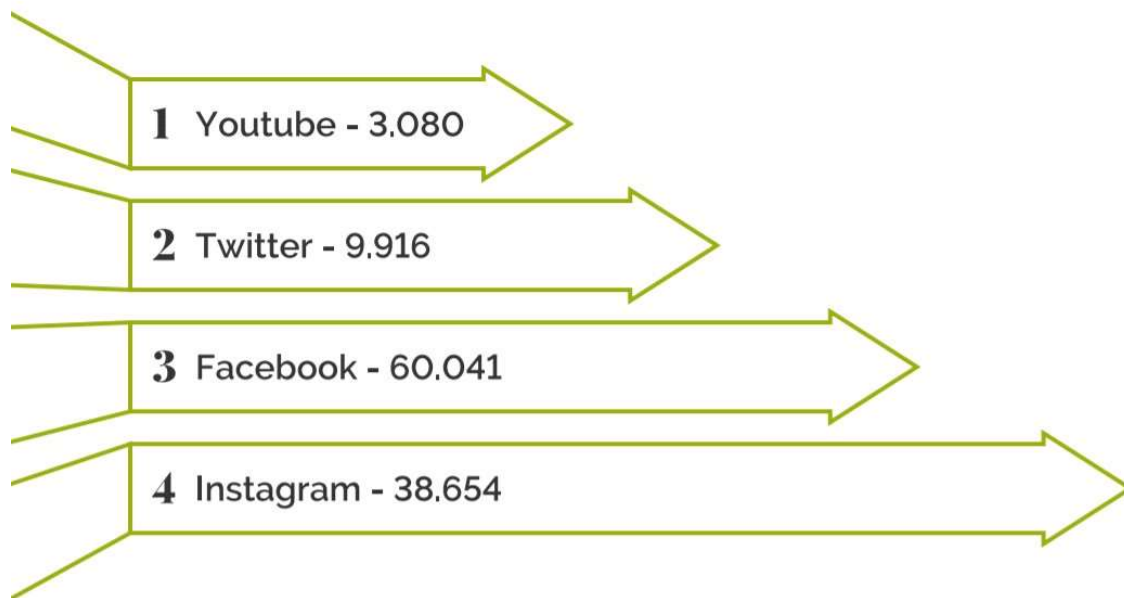 1 Youtube - 3.080
2 Twitter - 9.916
3 Facebook - 60.041
4 Instagram - 38.654